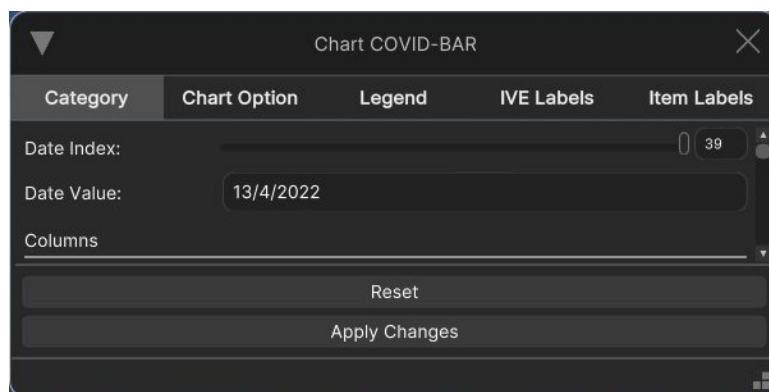 Chart COVID-BAR
Category Chart Option Legend IVE Labels Item Labels
Date Index: 39
Date Value: 13/4/2022
Columns
Reset
Apply Changes